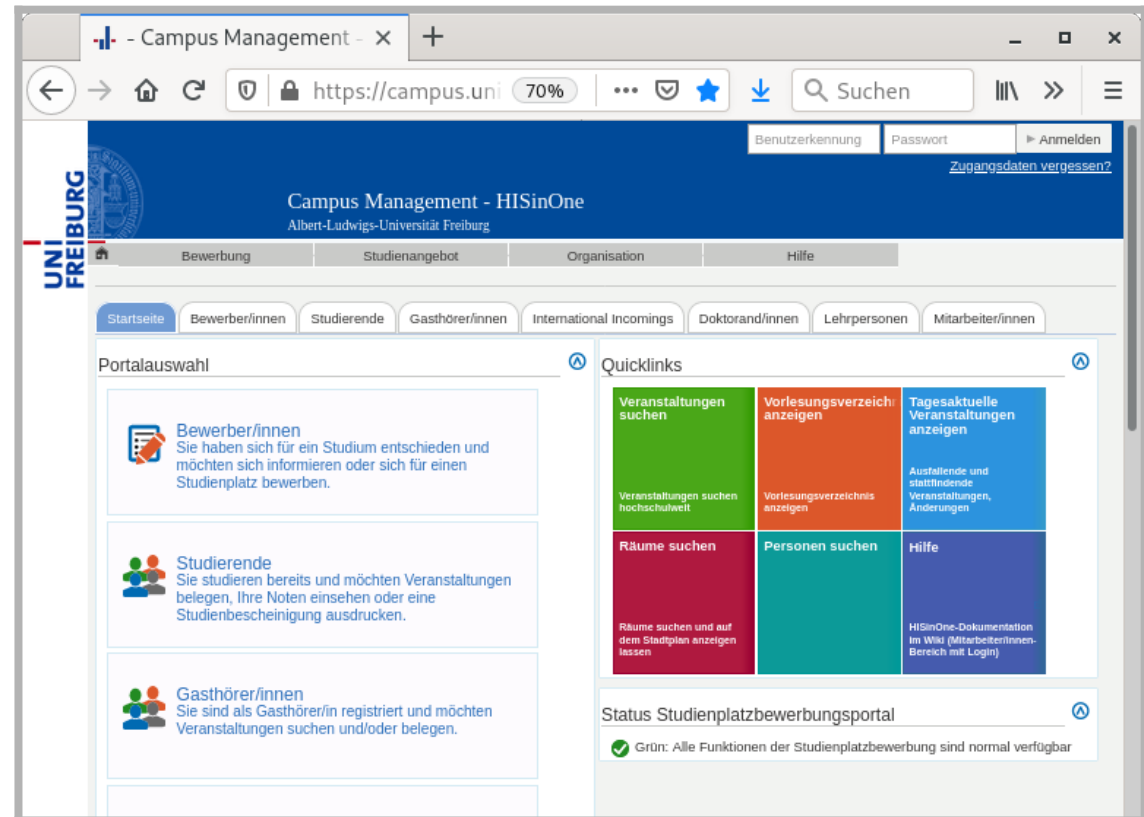 - Campus Management -
https://campus.uni
70%
Suchen
Benutzerkennung
Passwort
Anmelden
Zugangsdaten vergessen?
UNI
FREIBURG
Campus Management - HISinOne
Albert-Ludwigs-Universität Freiburg
Bewerbung
Studienangebot
Organisation
Hilfe
Startseite
Bewerber/innen
Studierende
Gasthörer/innen
International Incomings
Doktorand/innen
Lehrpersonen
Mitarbeiter/innen
Portalauswahl
Bewerber/innen
Sie haben sich für ein Studium entschieden und
möchten sich informieren oder sich für einen
Studienplatz bewerben.
Studierende
Sie studieren bereits und möchten Veranstaltungen
belegen, Ihre Noten einsehen oder eine
Studienbescheinigung ausdrucken.
Gasthörer/innen
Sie sind als Gasthörer/in registriert und möchten
Veranstaltungen suchen und/oder belegen.
Quicklinks
Veranstaltungen
suchen
Veranstaltungen suchen
hochschulweit
Vorlesungsverzeich
anzeigen
Vorlesungsverzeichnis
anzeigen
Tagesaktuelle
Veranstaltungen
anzeigen
Ausfallende und
stattfindende
Veranstaltungen,
Änderungen
Räume suchen
Räume suchen und auf
dem Stadtplan anzeigen
lassen
Personen suchen
Hilfe
HISinOne-Dokumentation
im Wiki (Mitarbeiter/innen-
Bereich mit Login)
Status Studienplatzbewerbungsportal
Grün: Alle Funktionen der Studienplatzbewerbung sind normal verfügbar